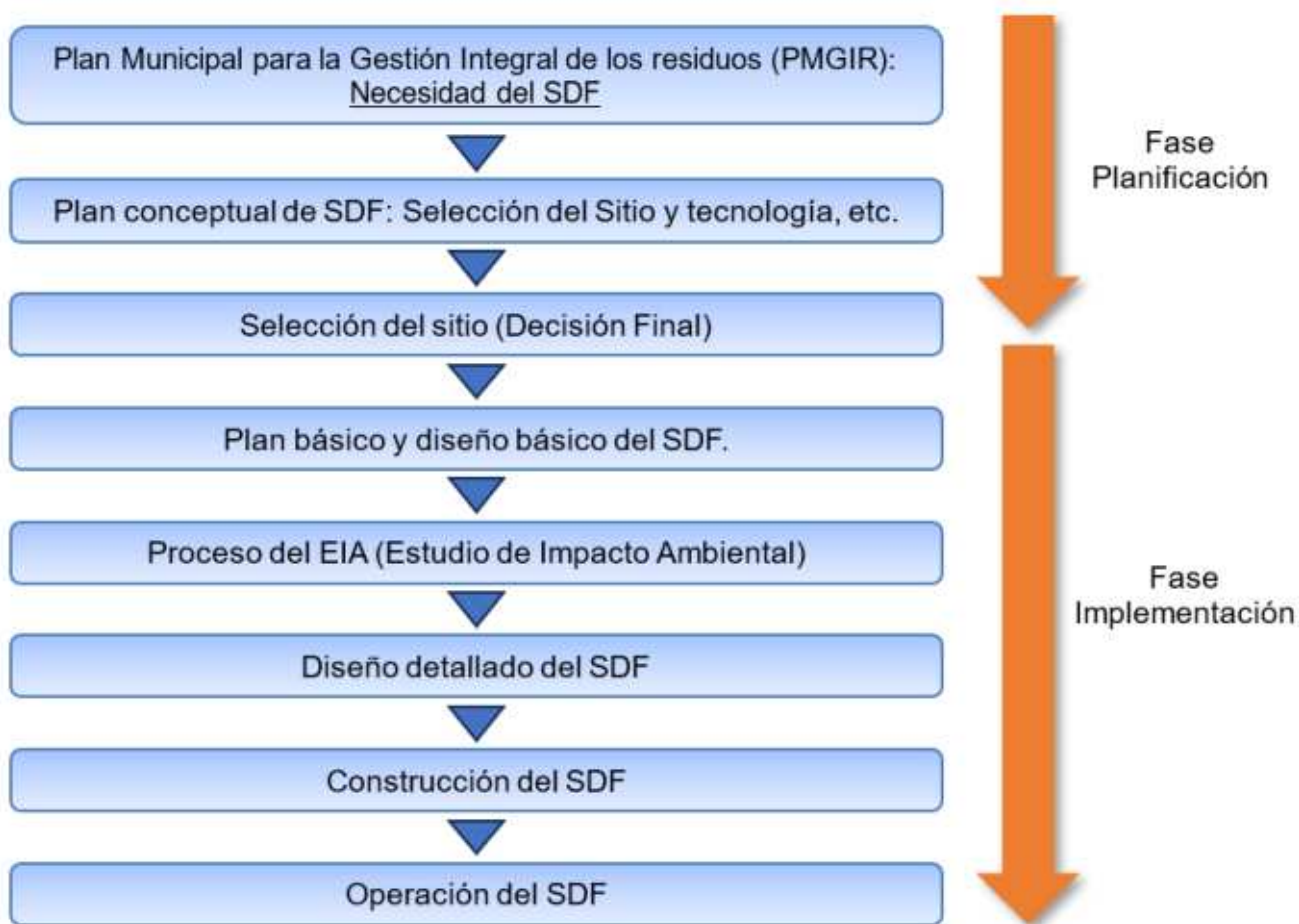 Plan Municipal para la Gestión Integral de los residuos (PMGIR):
Necesidad del SDF
Plan conceptual de SDF: Selección del Sitio y tecnología, etc.
Selección del sitio (Decisión Final)
Plan básico y diseño básico del SDF.
Proceso del EIA (Estudio de Impacto Ambiental)
Diseño detallado del SDF
Construcción del SDF
Operación del SDF
Fase
Planificación
Fase
Implementación